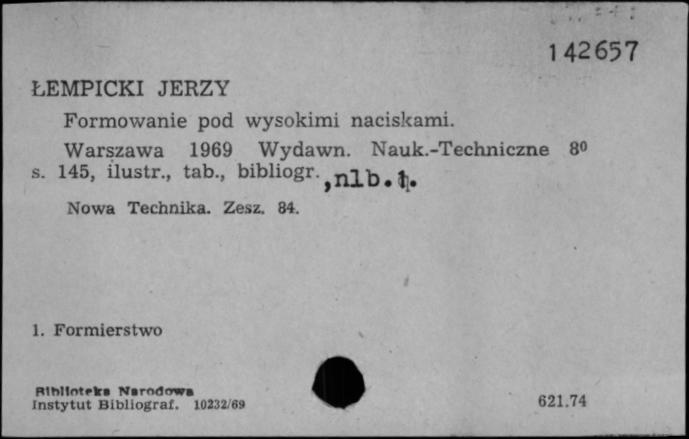 142657
ŁEMPICKI JERZY
Formowanie pod wysokimi naciskami.
Warszawa 1969 Wydawn. Nauk.-Techniczne 8⁰
s. 145, ilustr., tab., bibliogr. ,nlb.1.
Nowa Technika. Zesz. 84.
1. Formierstwo
Biblioteka Narodowa
Instytut Bibliograf. 10232/69
621.74